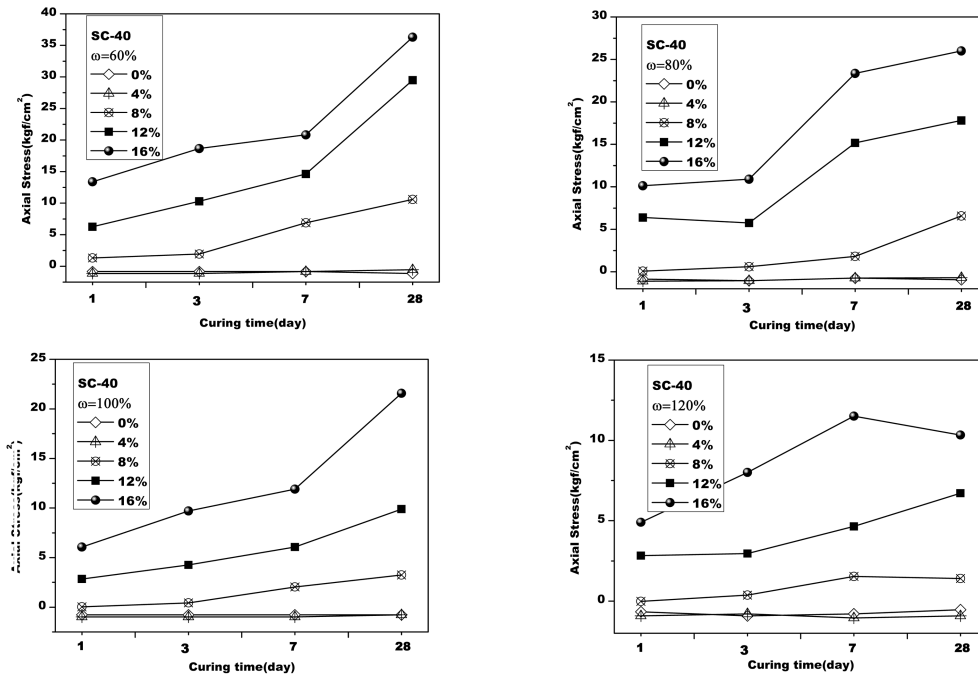 40
35
30
25
20
15
10
5
0
Axial Stress(kgf/cm²)
SC-40
ω=60%
0%
4%
8%
12%
16%
1 3 7 28
Curing time(day)
30
25
20
15
10
5
0
Axial Stress(kgf/cm²)
SC-40
ω=80%
0%
4%
8%
12%
16%
1 3 7 28
Curing time(day)
25
20
15
10
5
0
Axial Stress(kgf/cm²)
SC-40
ω=100%
0%
4%
8%
12%
16%
1 3 7 28
Curing time(day)
15
10
5
0
Axial Stress(kgf/cm²)
SC-40
ω=120%
0%
4%
8%
12%
16%
1 3 7 28
Curing time(day)